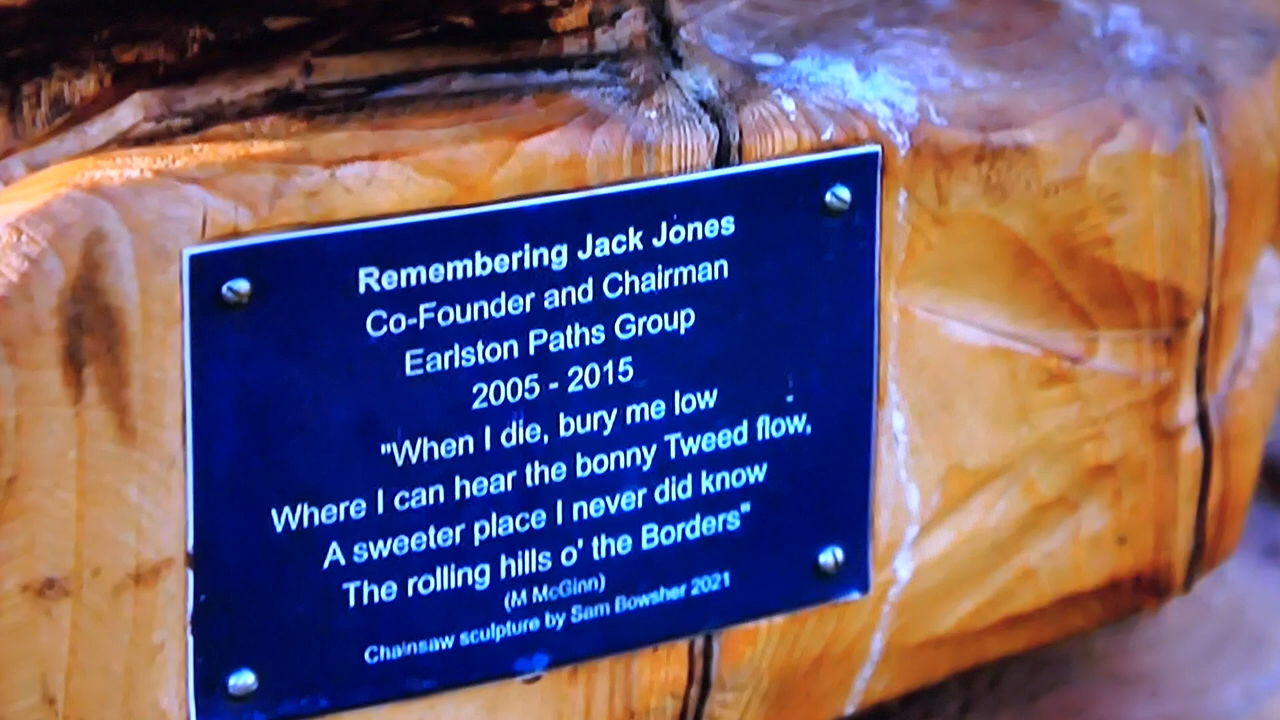 Remembering Jack Jones
Co-Founder and Chairman
Earlston Paths Group
2005 - 2015
"When I die, bury me low
Where I can hear the bonny Tweed flow,
A sweeter place I never did know
The rolling hills o' the Borders"
(M McGinn)
Chainsaw sculpture by Sam Bowsher 2021